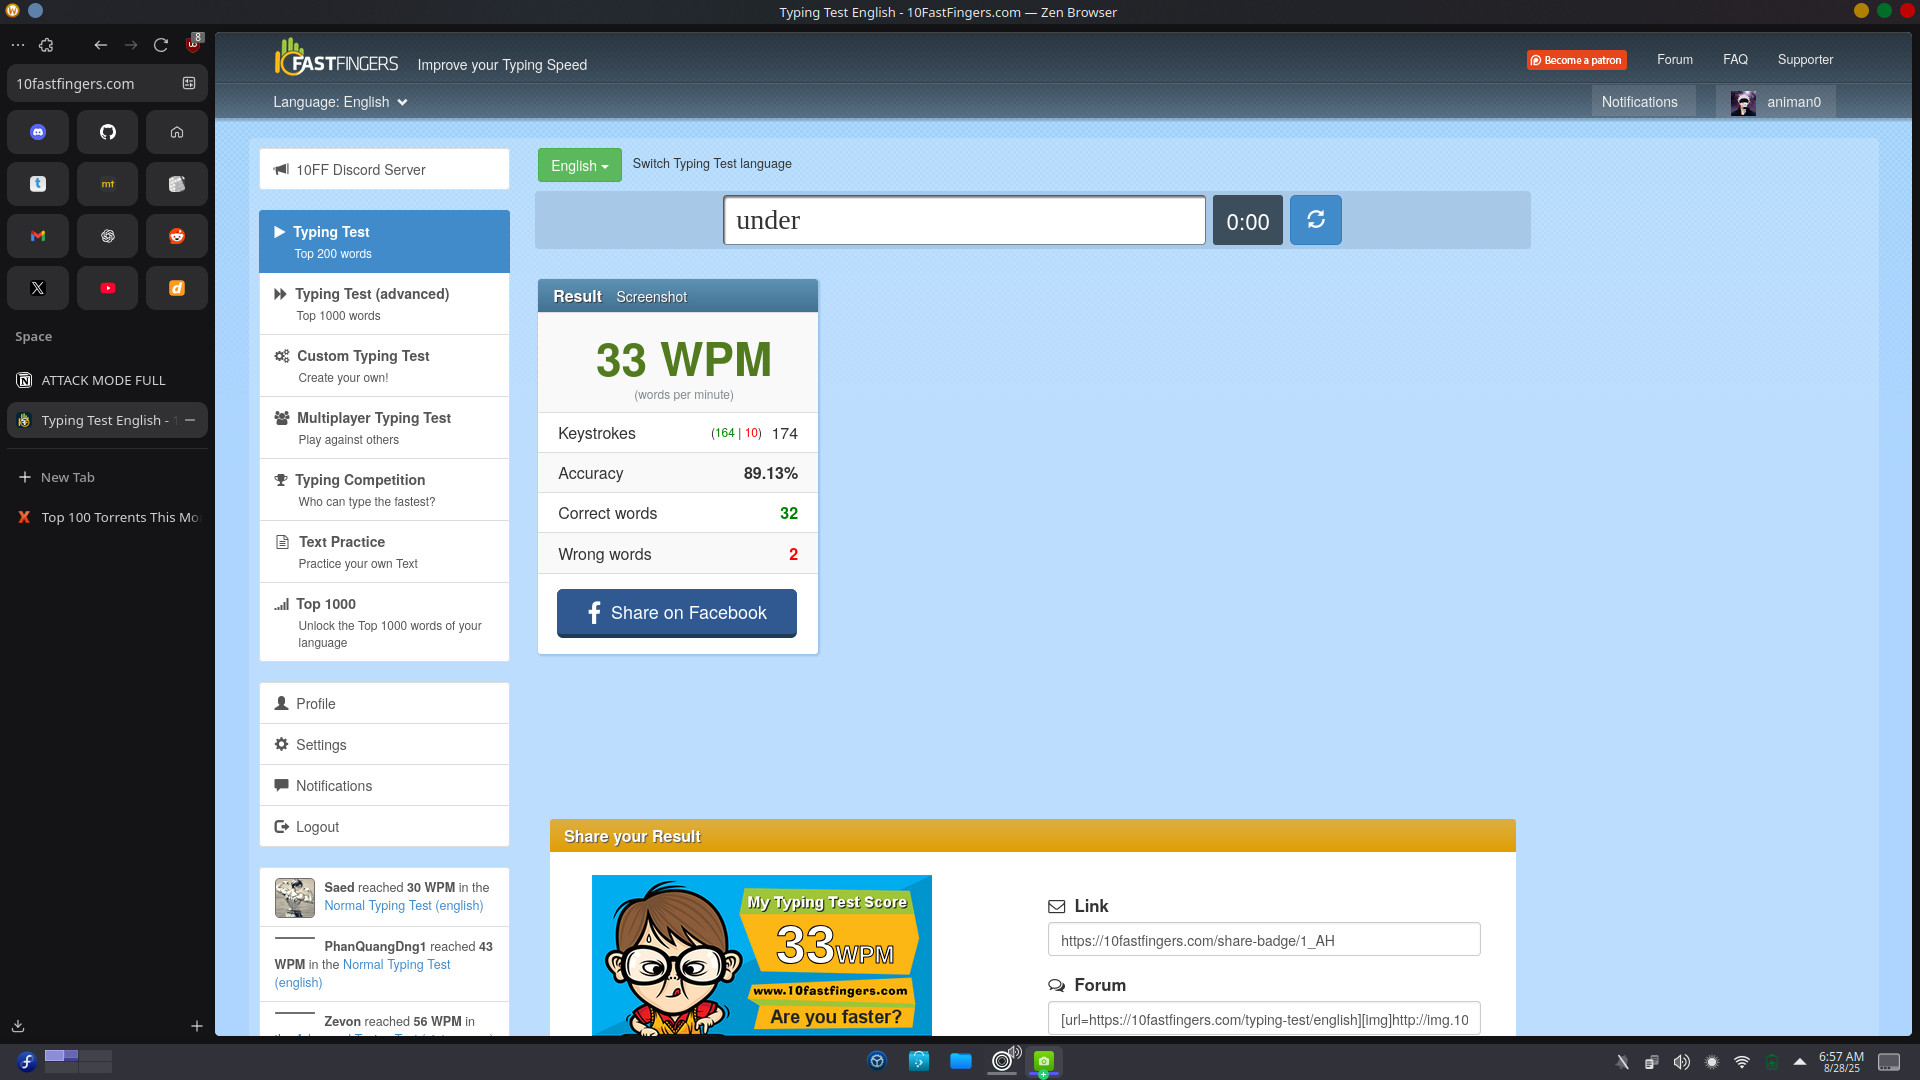 Typing Test English - 10FastFingers.com — Zen Browser
8
10fastfingers.com
mt
Space
ATTACK MODE FULL
Typing Test English -
New Tab
Top 100 Torrents This Mo
10FASTFINGERS
Improve your Typing Speed
Become a patron
Forum
FAQ
Supporter
Language: English
Notifications
animan0
10FF Discord Server
Typing Test
Top 200 words
Typing Test (advanced)
Top 1000 words
Custom Typing Test
Create your own!
Multiplayer Typing Test
Play against others
Typing Competition
Who can type the fastest?
Text Practice
Practice your own Text
Top 1000
Unlock the Top 1000 words of your
language
Profile
Settings
Notifications
Logout
Saed reached 30 WPM in the
Normal Typing Test (english)
PhanQuangDng1 reached 43
WPM in the Normal Typing Test
(english)
Zevon reached 56 WPM in
English
Switch Typing Test language
under
0:00
Result Screenshot
33 WPM
(words per minute)
Keystrokes (164 | 10) 174
Accuracy 89.13%
Correct words 32
Wrong words 2
Share on Facebook
Share your Result
My Typing Test Score
33 WPM
www.10fastfingers.com
Are you faster?
Link
https://10fastfingers.com/share-badge/1_AH
Forum
[url=https://10fastfingers.com/typing-test/english][img]http://img.10
6:57 AM
8/28/25